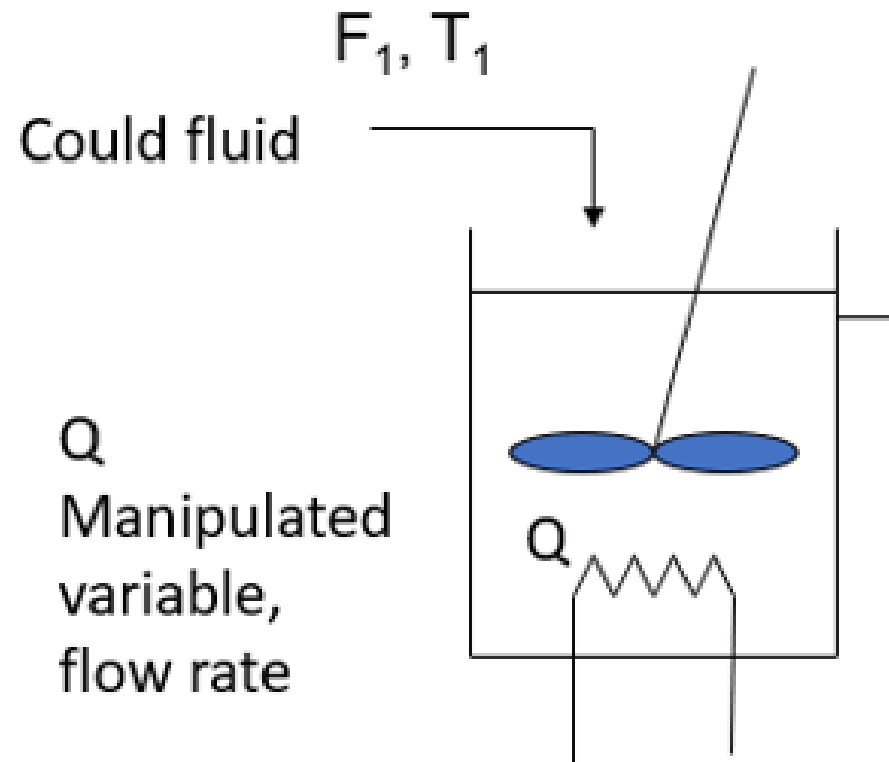 F₁, T₁
Could fluid
Q
Manipulated
variable,
flow rate
Q